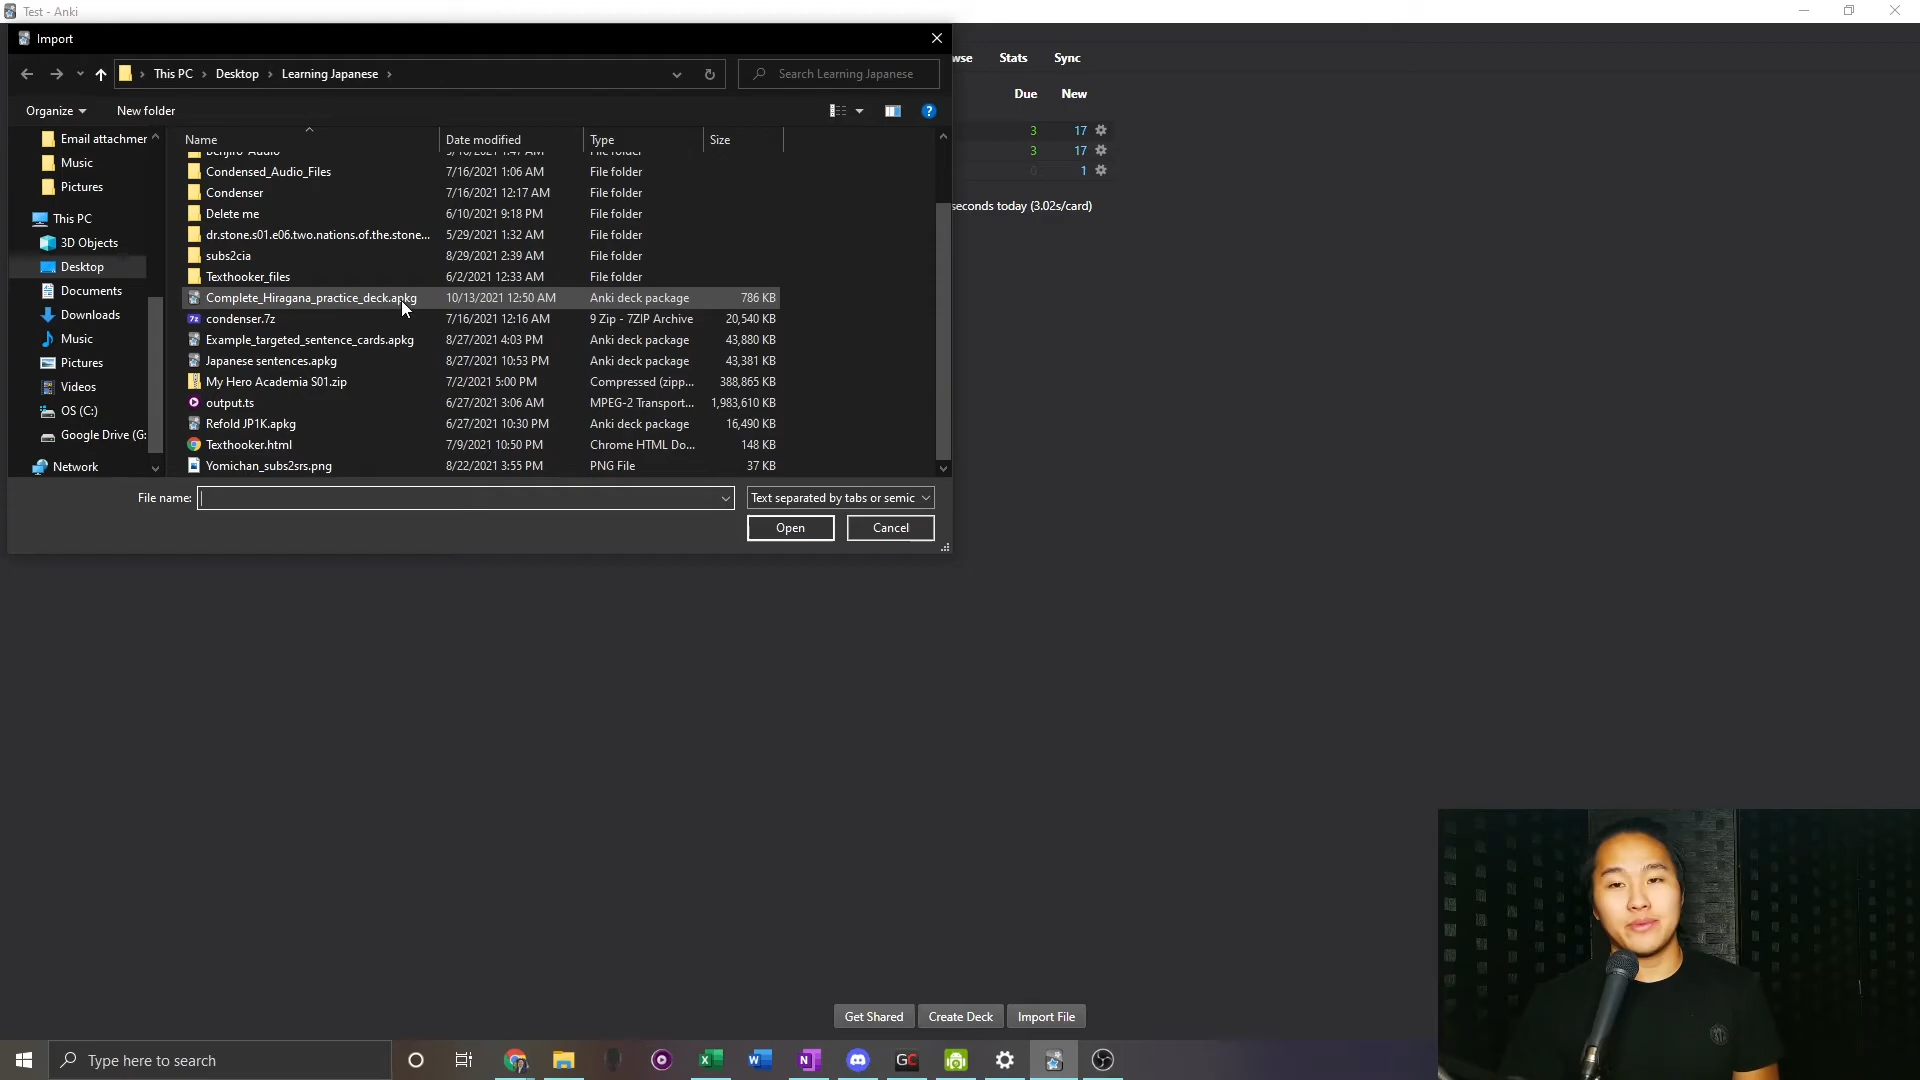 Test - Anki
Import
This PC > Desktop > Learning Japanese >
Search Learning Japanese
wse Stats Sync
Organize New folder
Due New
Name Date modified Type Size
3 17
3 17
0 1
seconds today (3.02s/card)
Email attachmer
Music
Pictures
This PC
3D Objects
Desktop
Documents
Downloads
Music
Pictures
Videos
OS (C:)
Google Drive (G:
Network
Condensed_Audio_Files 7/16/2021 1:06 AM File folder
Condenser 7/16/2021 12:17 AM File folder
Delete me 6/10/2021 9:18 PM File folder
dr.stone.s01.e06.two.nations.of.the.stone... 5/29/2021 1:32 AM File folder
subs2cia 8/29/2021 2:39 AM File folder
Texthooker_files 6/2/2021 12:33 AM File folder
Complete_Hiragana_practice_deck.apkg 10/13/2021 12:50 AM Anki deck package 786 KB
condenser.7z 7/16/2021 12:16 AM 9 Zip - 7ZIP Archive 20,540 KB
Example_targeted_sentence_cards.apkg 8/27/2021 4:03 PM Anki deck package 43,880 KB
Japanese sentences.apkg 8/27/2021 10:53 PM Anki deck package 43,381 KB
My Hero Academia S01.zip 7/2/2021 5:00 PM Compressed (zipp... 388,865 KB
output.ts 6/27/2021 3:06 AM MPEG-2 Transport... 1,983,610 KB
Refold JP1K.apkg 6/27/2021 10:30 PM Anki deck package 16,490 KB
Texthooker.html 7/9/2021 10:50 PM Chrome HTML Do... 148 KB
Yomichan_subs2srs.png 8/22/2021 3:55 PM PNG File 37 KB
File name: Text separated by tabs or semic
Open Cancel
Get Shared Create Deck Import File
Type here to search